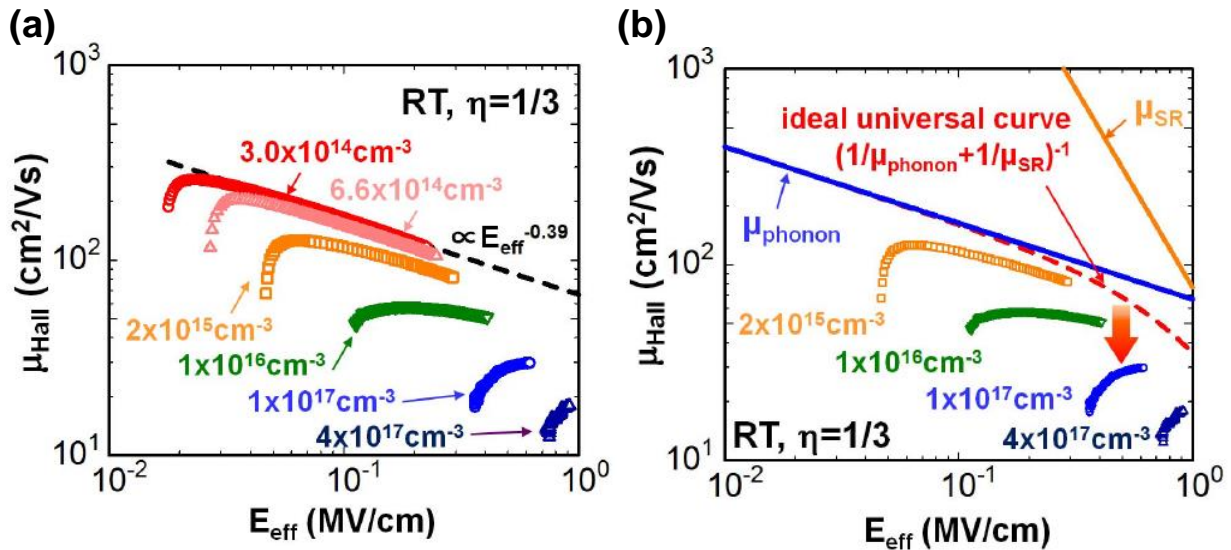 (a)
10³
RT, η=1/3
3.0x10¹⁴cm⁻³
6.6x10¹⁴cm⁻³
∝E_eff⁻⁰·³⁹
10²
2x10¹⁵cm⁻³
1x10¹⁶cm⁻³
1x10¹⁷cm⁻³
4x10¹⁷cm⁻³
10¹
μ_Hall (cm²/Vs)
10⁻²
10⁻¹
10⁰
E_eff (MV/cm)
(b)
10³
ideal universal curve
(1/μ_phonon+1/μ_SR)⁻¹
μ_SR
μ_phonon
10²
2x10¹⁵cm⁻³
1x10¹⁶cm⁻³
1x10¹⁷cm⁻³
4x10¹⁷cm⁻³
RT, η=1/3
10¹
μ_Hall (cm²/Vs)
10⁻²
10⁻¹
10⁰
E_eff (MV/cm)